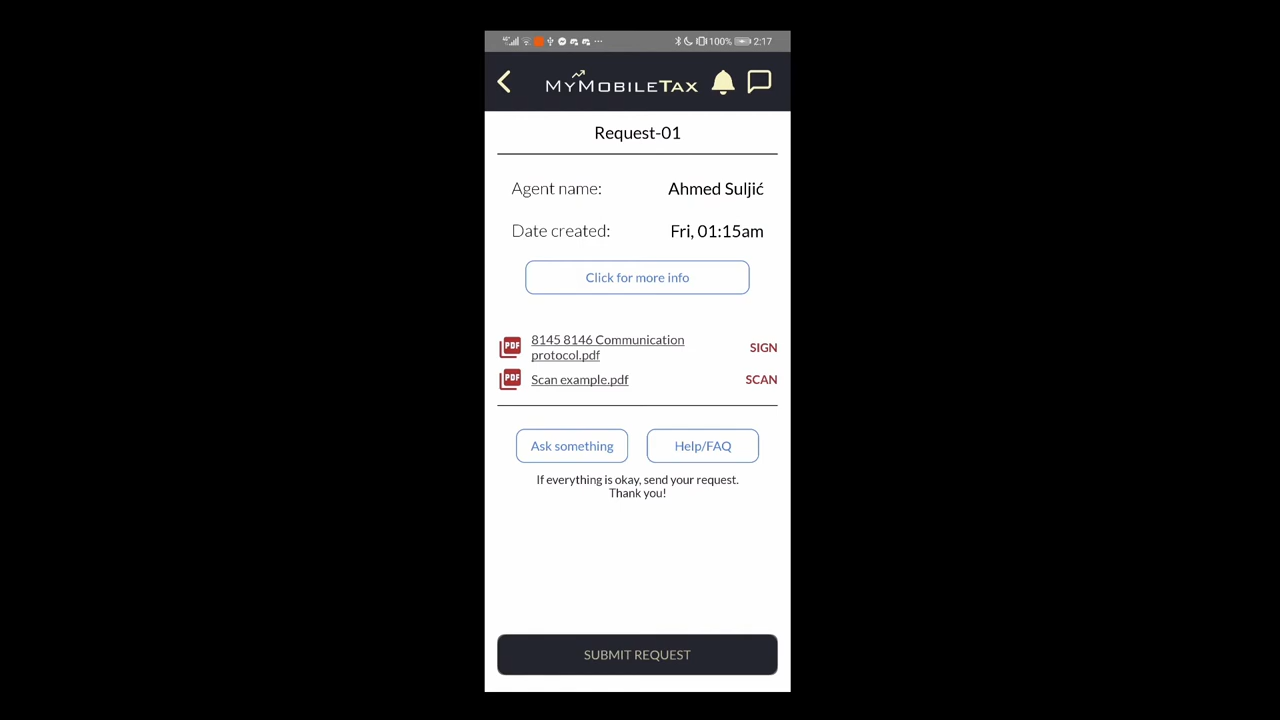 100% 2:17
MYMOBILETAX
Request-01
Agent name: Ahmed Suljić
Date created: Fri, 01:15am
Click for more info
PDF 8145 8146 Communication protocol.pdf SIGN
PDF Scan example.pdf SCAN
Ask something Help/FAQ
If everything is okay, send your request.
Thank you!
SUBMIT REQUEST